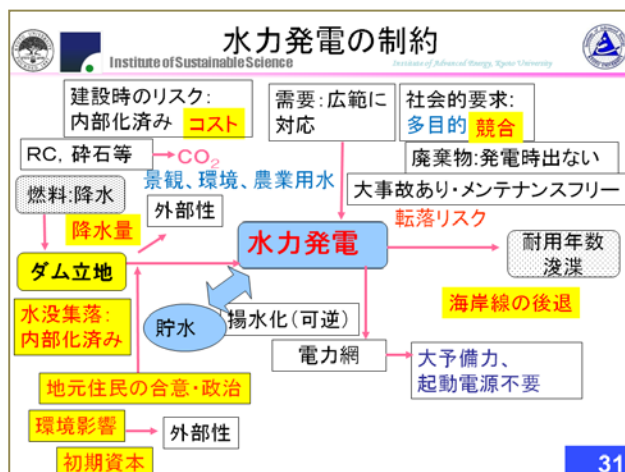 水力発電の制約
Institute of Sustainable Science
Institute of Advanced Energy, Kyoto University
建設時のリスク:
内部化済み
コスト
需要:広範に
対応
社会的要求:
多目的
競合
RC, 砕石等
CO2
廃棄物:発電時出ない
景観、環境、農業用水
大事故あり・メンテナンスフリー
燃料:降水
外部性
転落リスク
降水量
水力発電
耐用年数
浚渫
ダム立地
海岸線の後退
水没集落:
内部化済み
貯水
揚水化(可逆)
電力網
大予備力、
起動電源不要
地元住民の合意・政治
環境影響
外部性
初期資本
31